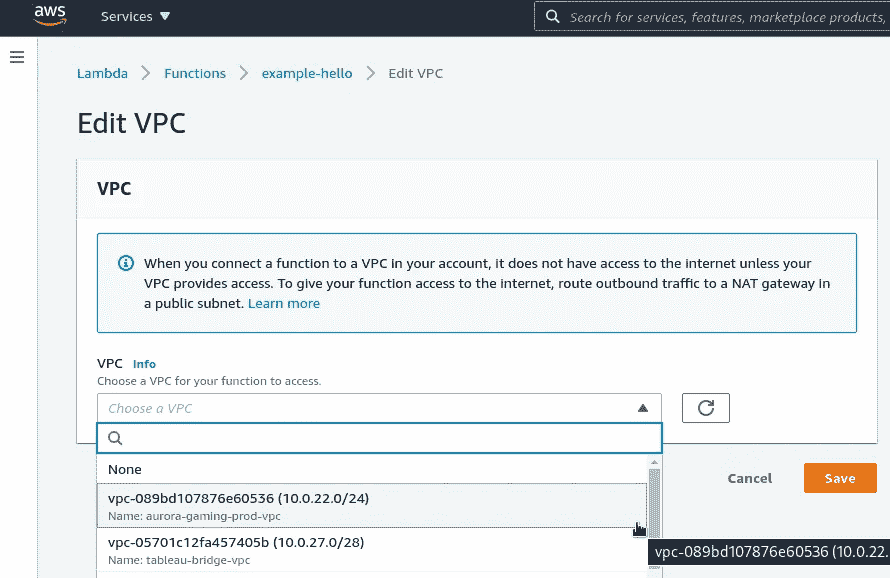 aws
Services
Search for services, features, marketplace products,
Lambda Functions example-hello Edit VPC
Edit VPC
VPC
When you connect a function to a VPC in your account, it does not have access to the internet unless your
VPC provides access. To give your function access to the internet, route outbound traffic to a NAT gateway in
a public subnet. Learn more
VPC Info
Choose a VPC for your function to access.
Choose a VPC
None
vpc-089bd107876e60536 (10.0.22.0/24)
Name: aurora-gaming-prod-vpc
vpc-05701c12fa457405b (10.0.27.0/28)
Name: tableau-bridge-vpc
Cancel
Save
vpc-089bd107876e60536 (10.0.22.